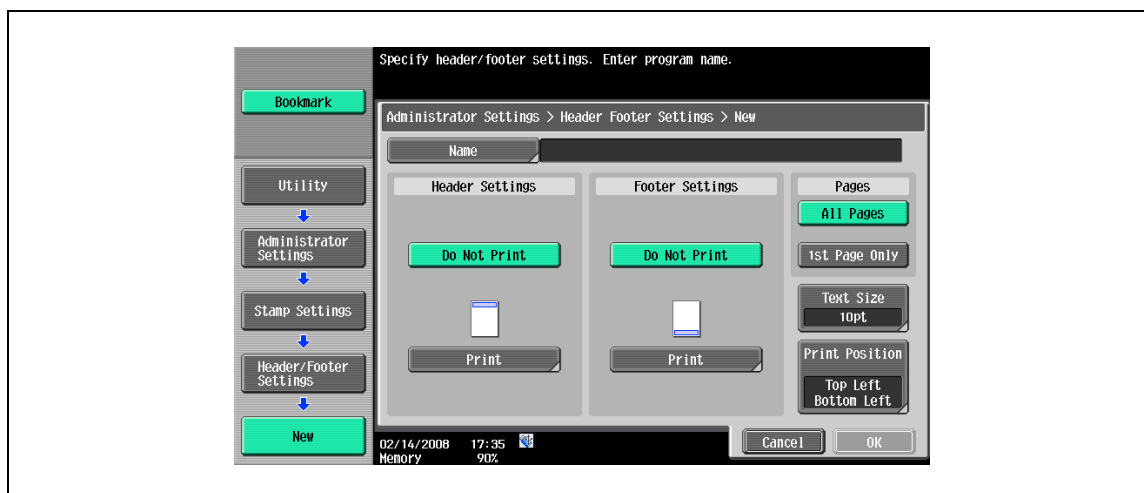 Specify header/footer settings. Enter program name.
Bookmark
Administrator Settings > Header Footer Settings > New
Name
Utility
Administrator
Settings
Stamp Settings
Header/Footer
Settings
New
Header Settings
Do Not Print
Print
Footer Settings
Do Not Print
Print
Pages
All Pages
1st Page Only
Text Size
10pt
Print Position
Top Left
Bottom Left
02/14/2008 17:35
Memory 90%
Cancel
OK